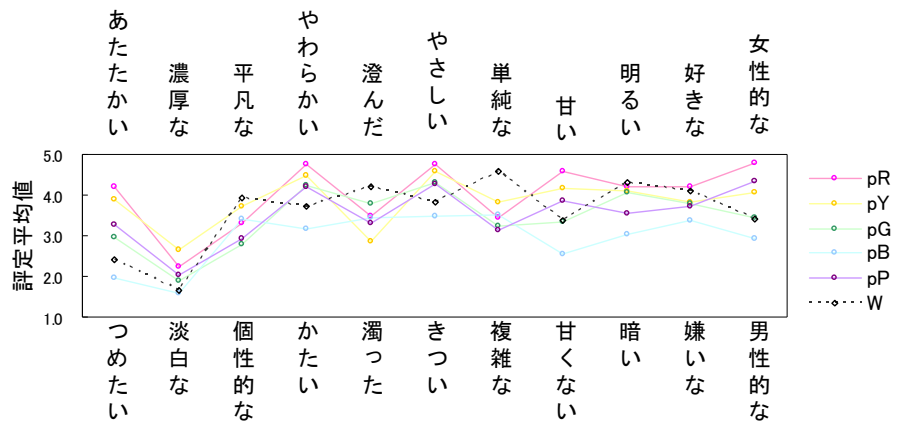 あたたかい
濃厚な
平凡な
やわらかい
澄んだ
やさしい
単純な
甘い
明るい
好きな
女性的な
評定平均値
5.0
4.0
3.0
2.0
1.0
pR
pY
pG
pB
pP
W
つめたい
淡白な
個性的な
かたい
濁った
きつい
複雑な
甘くない
暗い
嫌いな
男性的な